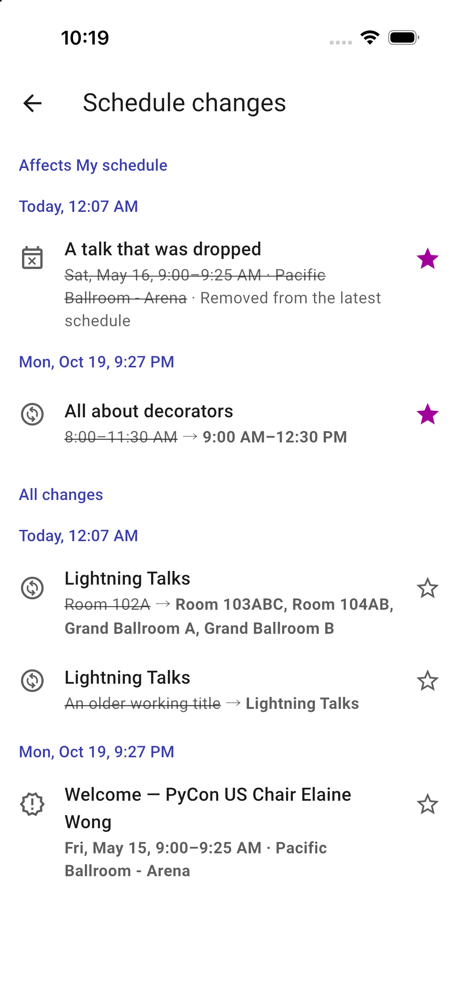 10:19
Schedule changes
Affects My schedule
Today, 12:07 AM
A talk that was dropped
Sat, May 16, 9:00–9:25 AM · Pacific
Ballroom - Arena · Removed from the latest
schedule
Mon, Oct 19, 9:27 PM
All about decorators
8:00–11:30 AM → 9:00 AM–12:30 PM
All changes
Today, 12:07 AM
Lightning Talks
Room 102A → Room 103ABC, Room 104AB,
Grand Ballroom A, Grand Ballroom B
Lightning Talks
An older working title → Lightning Talks
Mon, Oct 19, 9:27 PM
Welcome — PyCon US Chair Elaine
Wong
Fri, May 15, 9:00–9:25 AM · Pacific
Ballroom - Arena